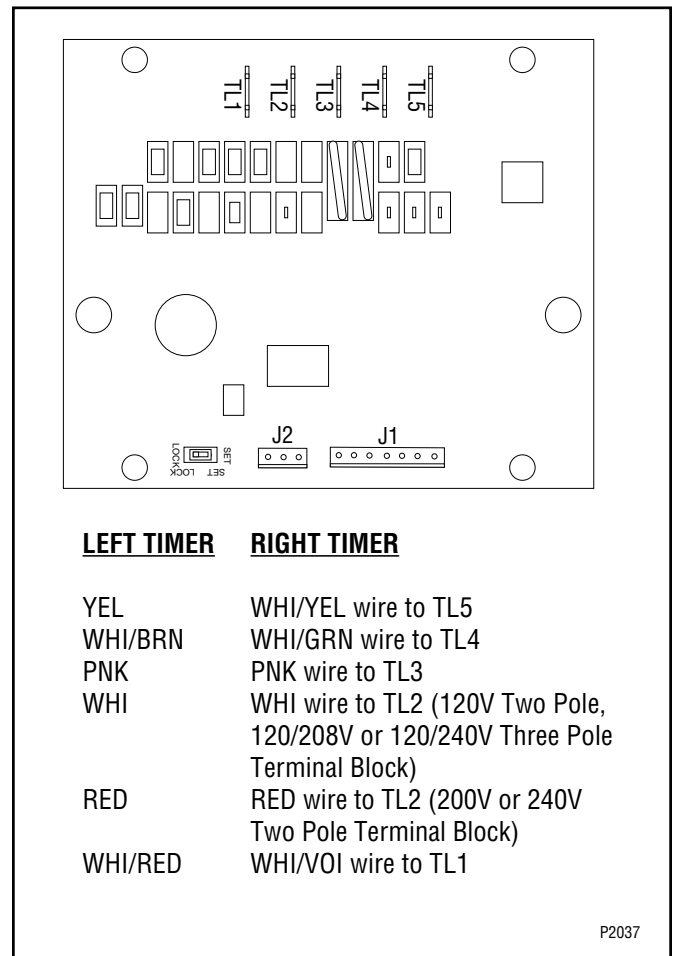 TL1 TL2 TL3 TL4 TL5
J2 J1
LOCK SET
LOCK SET
LEFT TIMER RIGHT TIMER
YEL WHI/YEL wire to TL5
WHI/BRN WHI/GRN wire to TL4
PNK PNK wire to TL3
WHI WHI wire to TL2 (120V Two Pole,
120/208V or 120/240V Three Pole
Terminal Block)
RED RED wire to TL2 (200V or 240V
Two Pole Terminal Block)
WHI/RED WHI/VOI wire to TL1
P2037